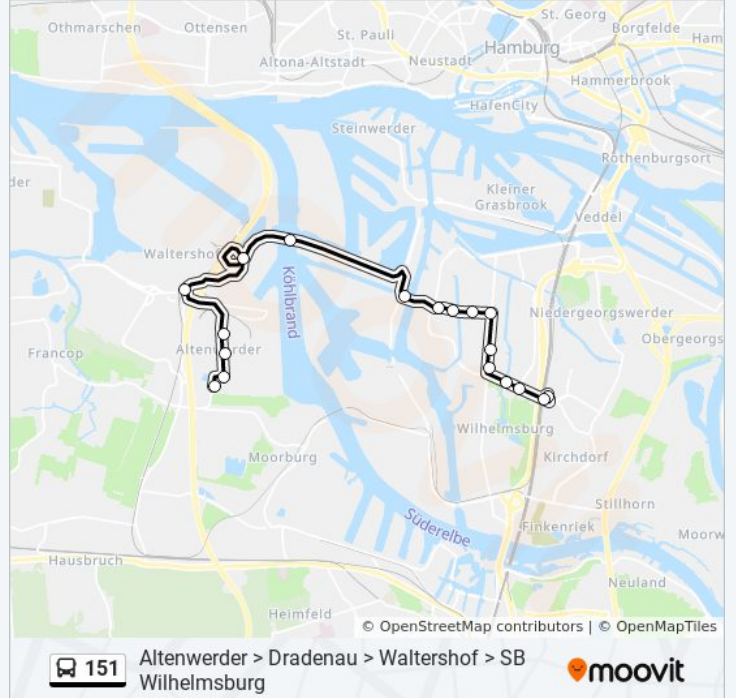 Othmarschen
Ottensen
St. Pauli
St. Georg
Borgfelde
Ham
Hamburg
Altona-Altstadt
Neustadt
Hammerbrook
HafenCity
Steinwerder
Rothenburgsort
der
Kleiner
Grasbrook
Veddel
Waltershof
Köhlbrand
Niedergeorgswerder
Obergeorgs
Francop
Altenwerder
Wilhelmsburg
Moorburg
Kirchdorf
Stillhorn
Süderelbe
Finkenriek
Moorw
Hausbruch
Neuland
Heimfeld
© OpenStreetMap contributors | © OpenMapTiles
151
Altenwerder > Dradenau > Waltershof > SB
Wilhelmsburg
moovit